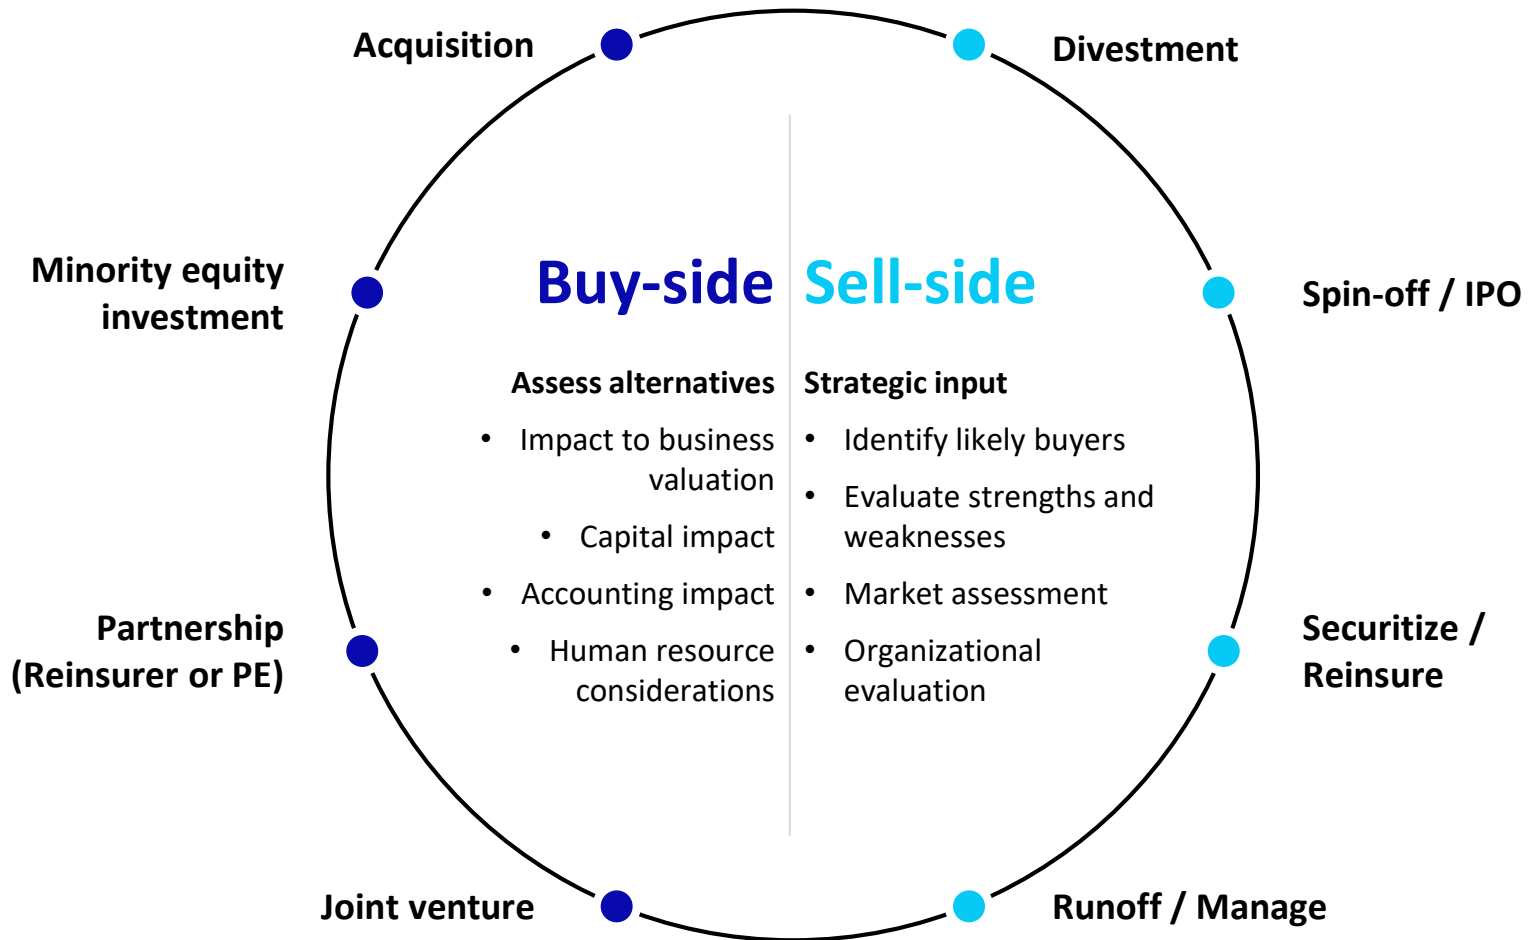 Acquisition
Divestment
Minority equity
investment
Spin-off / IPO
Buy-side
Sell-side
Assess alternatives
• Impact to business
valuation
• Capital impact
• Accounting impact
• Human resource
considerations
Strategic input
• Identify likely buyers
• Evaluate strengths and
weaknesses
• Market assessment
• Organizational
evaluation
Partnership
(Reinsurer or PE)
Securitize /
Reinsure
Joint venture
Runoff / Manage